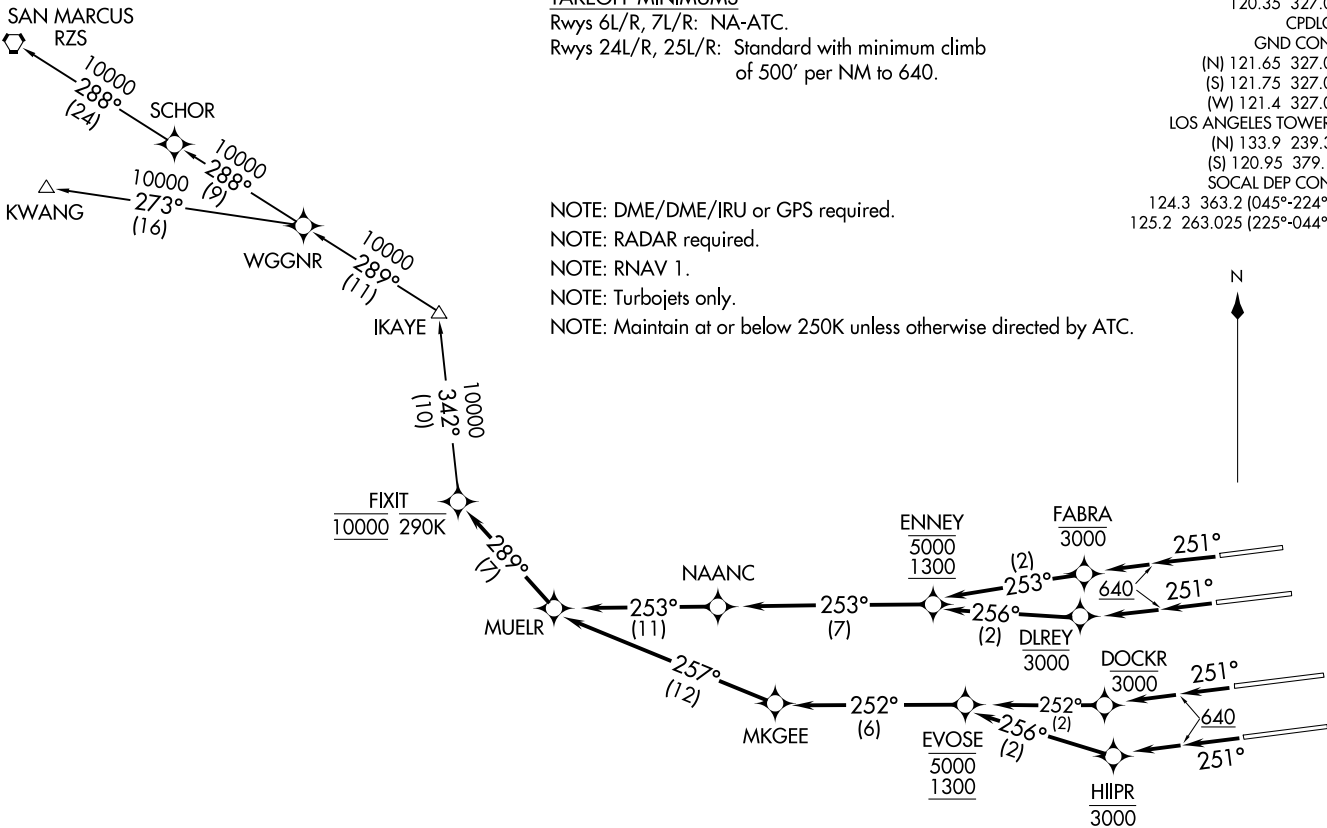 TAKEOFF MINIMUMS
Rwys 6L/R, 7L/R: NA-ATC.
Rwys 24L/R, 25L/R: Standard with minimum climb
of 500' per NM to 640.
120.35 327.0
CPDLC
GND CON
(N) 121.65 327.0
(S) 121.75 327.0
(W) 121.4 327.0
LOS ANGELES TOWER
(N) 133.9 239.3
(S) 120.95 379.
SOCAL DEP CON
124.3 363.2 (045°-224°
125.2 263.025 (225°-044°
NOTE: DME/DME/IRU or GPS required.
NOTE: RADAR required.
NOTE: RNAV 1.
NOTE: Turbojets only.
NOTE: Maintain at or below 250K unless otherwise directed by ATC.
N
SAN MARCUS
RZS
10000
288°
(24)
SCHOR
10000
288°
(9)
KWANG
10000
273°
(16)
WGGNR
10000
289°
(11)
IKAYE
10000
342°
(10)
FIXIT
10000 290K
289°
(7)
MUELR
253°
(11)
NAANC
253°
(7)
ENNEY
5000
1300
(2)
253°
FABRA
3000
251°
640
251°
256°
(2)
DLREY
3000
257°
(12)
MKGEE
252°
(6)
EVOSE
5000
1300
252°
(2)
DOCKR
3000
251°
640
251°
256°
(2)
HIIPR
3000